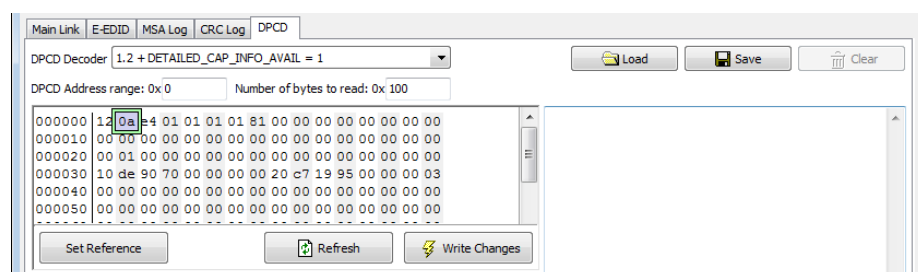 Main Link E-EDID MSA Log CRC Log DPCD
DPCD Decoder 1.2 + DETAILED_CAP_INFO_AVAIL = 1 Load Save Clear
DPCD Address range: 0x 0 Number of bytes to read: 0x 100
000000 12 0a e4 01 01 01 01 81 00 00 00 00 00 00 00 00
000010 00 00 00 00 00 00 00 00 00 00 00 00 00 00 00 00
000020 00 01 00 00 00 00 00 00 00 00 00 00 00 00 00 00
000030 10 de 90 70 00 00 00 00 20 c7 19 95 00 00 00 03
000040 00 00 00 00 00 00 00 00 00 00 00 00 00 00 00 00
000050 00 00 00 00 00 00 00 00 00 00 00 00 00 00 00 00
Set Reference Refresh Write Changes